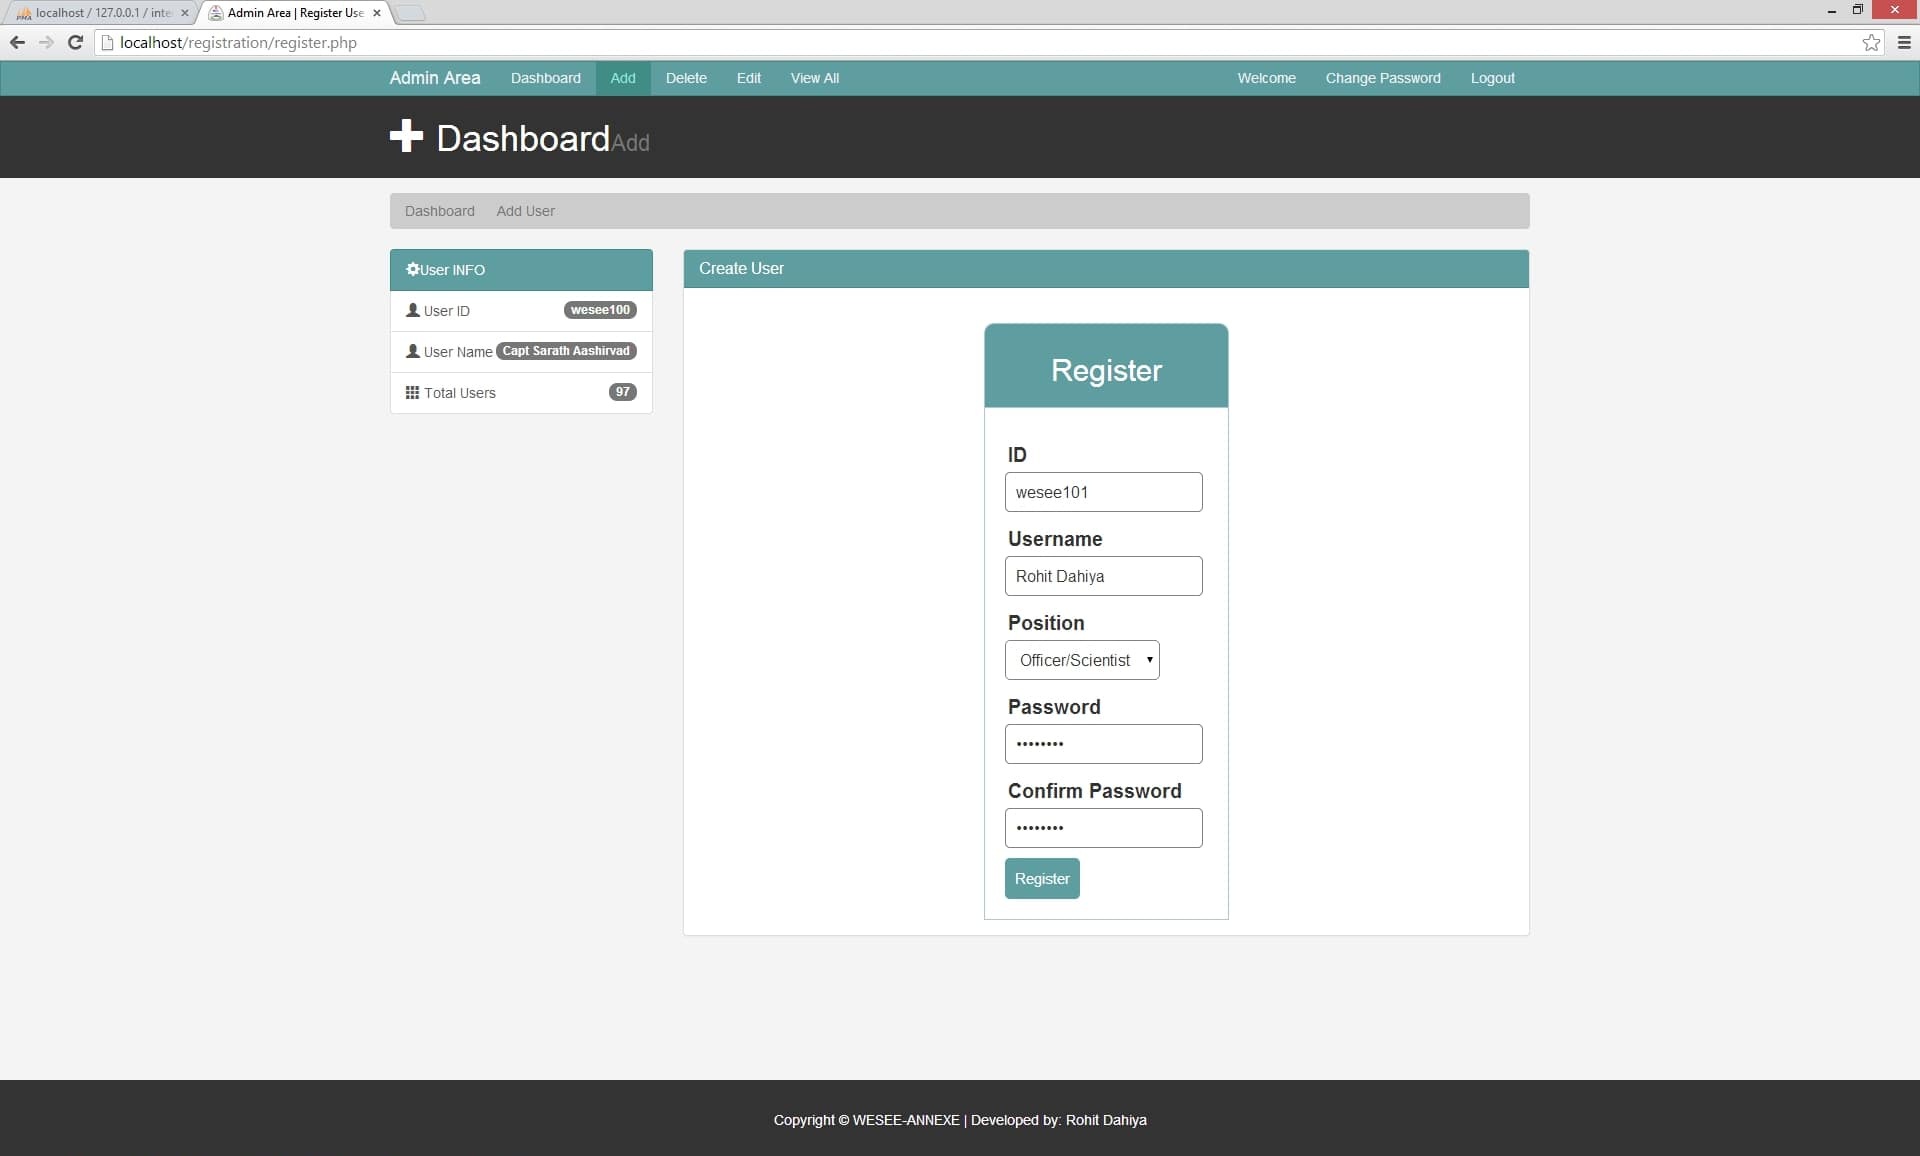 localhost / 127.0.0.1 / inte
Admin Area | Register Use
localhost/registration/register.php
Admin Area Dashboard Add Delete Edit View All Welcome Change Password Logout
Dashboard Add
Dashboard Add User
User INFO
User ID wesee100
User Name Capt Sarath Aashirvad
Total Users 97
Create User
Register
ID
wesee101
Username
Rohit Dahiya
Position
Officer/Scientist
Password
••••••••
Confirm Password
••••••••
Register
Copyright © WESEE-ANNEXE | Developed by: Rohit Dahiya